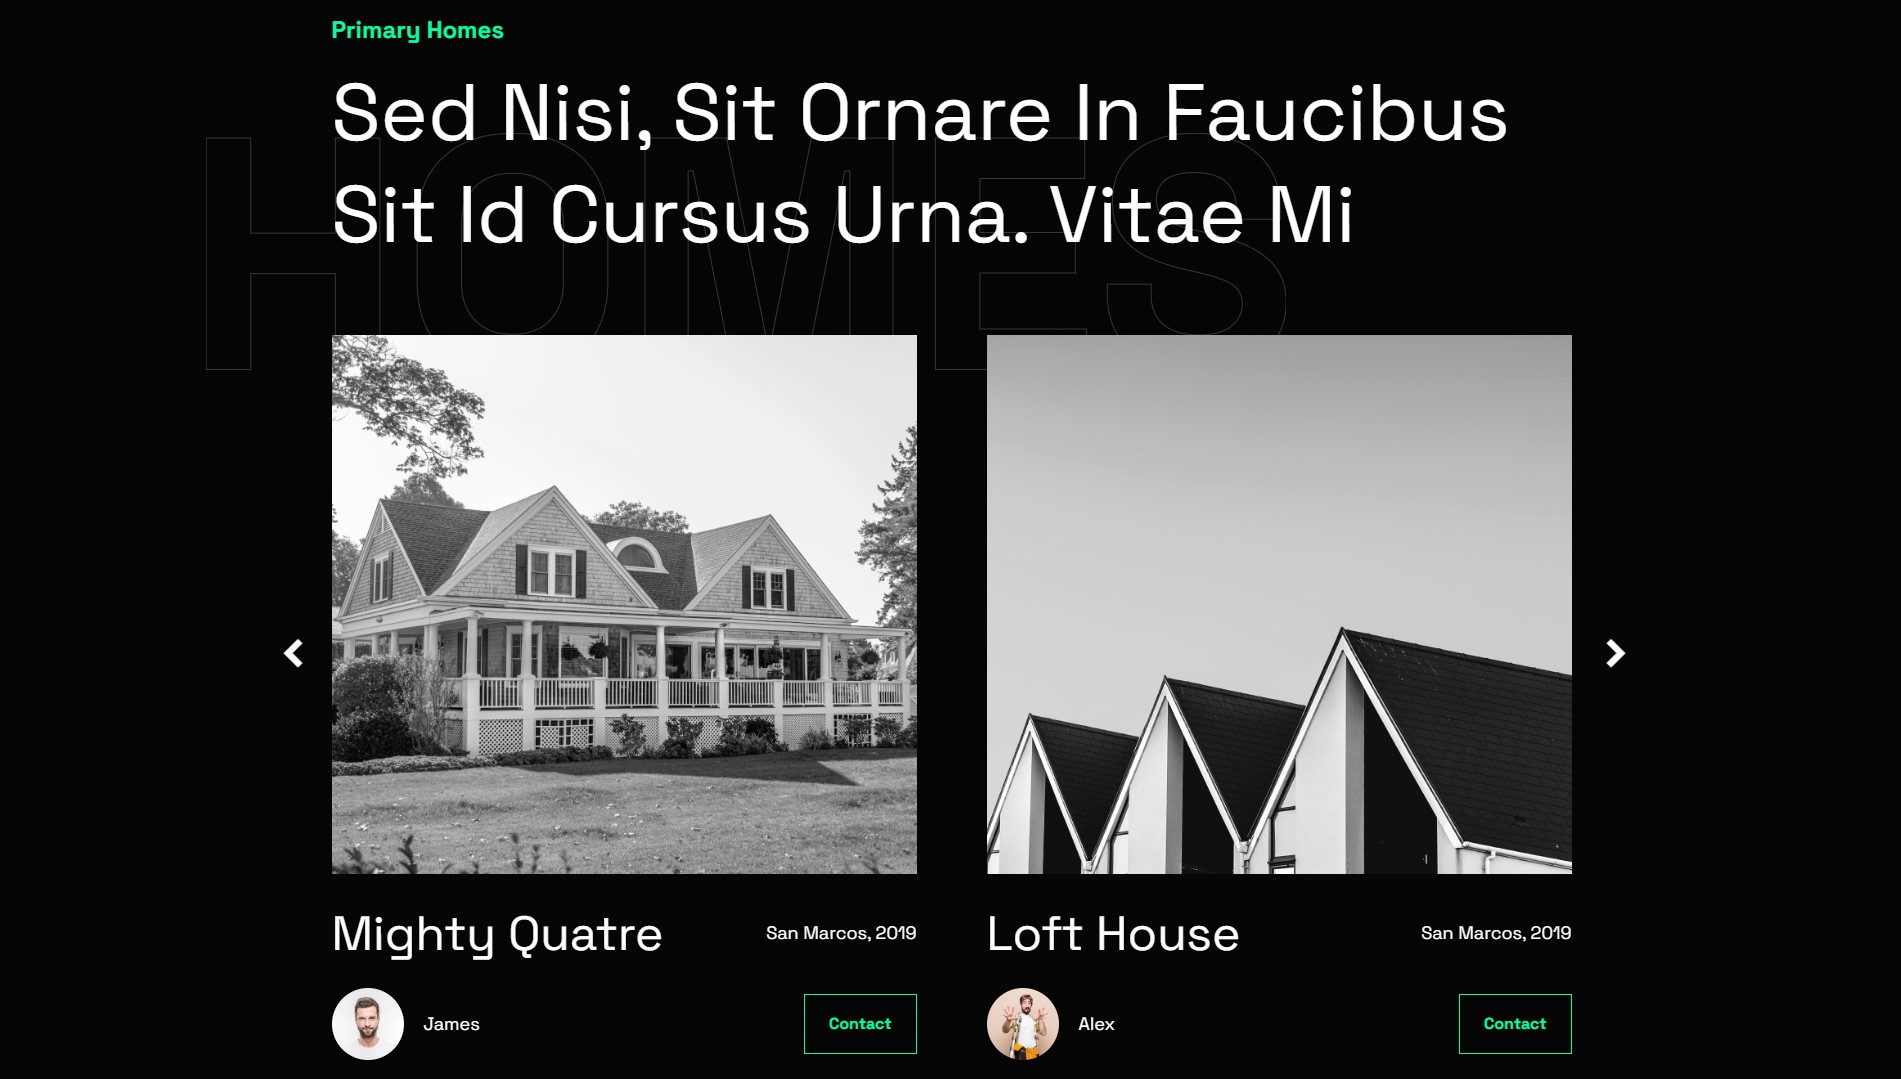 Primary Homes
HOMES
Sed Nisi, Sit Ornare In Faucibus
Sit Id Cursus Urna. Vitae Mi
Mighty Quatre
San Marcos, 2019
James
Contact
Loft House
San Marcos, 2019
Alex
Contact